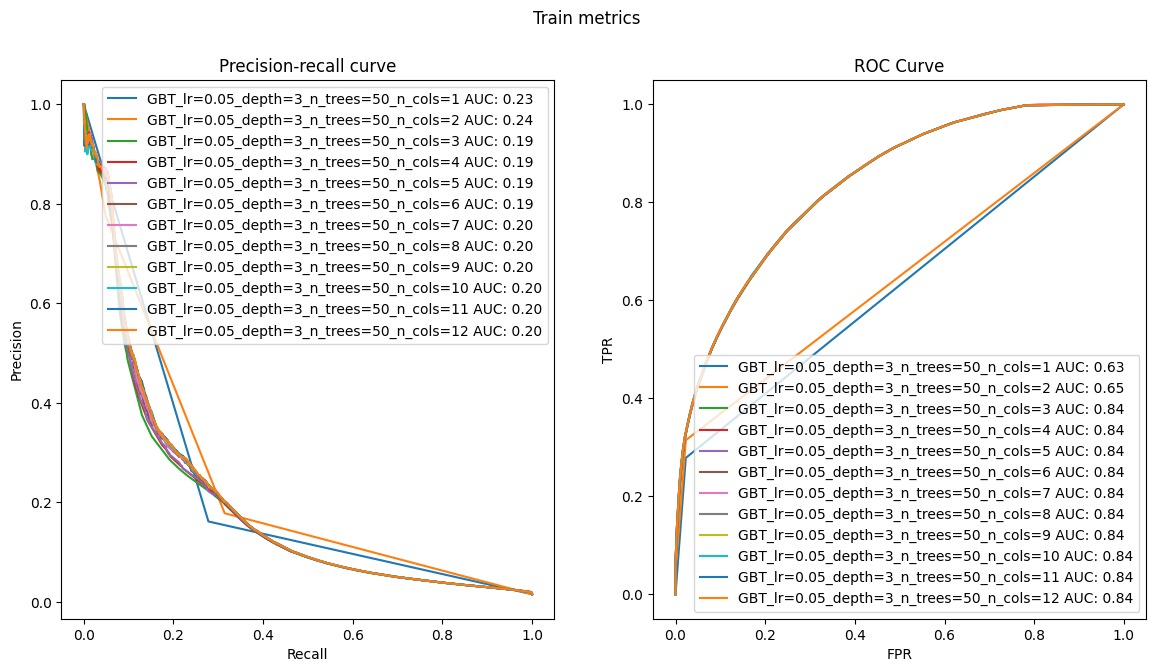 Train metrics
Precision-recall curve
GBT_lr=0.05_depth=3_n_trees=50_n_cols=1 AUC: 0.23
GBT_lr=0.05_depth=3_n_trees=50_n_cols=2 AUC: 0.24
GBT_lr=0.05_depth=3_n_trees=50_n_cols=3 AUC: 0.19
GBT_lr=0.05_depth=3_n_trees=50_n_cols=4 AUC: 0.19
GBT_lr=0.05_depth=3_n_trees=50_n_cols=5 AUC: 0.19
GBT_lr=0.05_depth=3_n_trees=50_n_cols=6 AUC: 0.19
GBT_lr=0.05_depth=3_n_trees=50_n_cols=7 AUC: 0.20
GBT_lr=0.05_depth=3_n_trees=50_n_cols=8 AUC: 0.20
GBT_lr=0.05_depth=3_n_trees=50_n_cols=9 AUC: 0.20
GBT_lr=0.05_depth=3_n_trees=50_n_cols=10 AUC: 0.20
GBT_lr=0.05_depth=3_n_trees=50_n_cols=11 AUC: 0.20
GBT_lr=0.05_depth=3_n_trees=50_n_cols=12 AUC: 0.20
Precision
1.0
0.8
0.6
0.4
0.2
0.0
0.0 0.2 0.4 0.6 0.8 1.0
Recall
ROC Curve
TPR
1.0
0.8
0.6
0.4
0.2
0.0
GBT_lr=0.05_depth=3_n_trees=50_n_cols=1 AUC: 0.63
GBT_lr=0.05_depth=3_n_trees=50_n_cols=2 AUC: 0.65
GBT_lr=0.05_depth=3_n_trees=50_n_cols=3 AUC: 0.84
GBT_lr=0.05_depth=3_n_trees=50_n_cols=4 AUC: 0.84
GBT_lr=0.05_depth=3_n_trees=50_n_cols=5 AUC: 0.84
GBT_lr=0.05_depth=3_n_trees=50_n_cols=6 AUC: 0.84
GBT_lr=0.05_depth=3_n_trees=50_n_cols=7 AUC: 0.84
GBT_lr=0.05_depth=3_n_trees=50_n_cols=8 AUC: 0.84
GBT_lr=0.05_depth=3_n_trees=50_n_cols=9 AUC: 0.84
GBT_lr=0.05_depth=3_n_trees=50_n_cols=10 AUC: 0.84
GBT_lr=0.05_depth=3_n_trees=50_n_cols=11 AUC: 0.84
GBT_lr=0.05_depth=3_n_trees=50_n_cols=12 AUC: 0.84
0.0 0.2 0.4 0.6 0.8 1.0
FPR